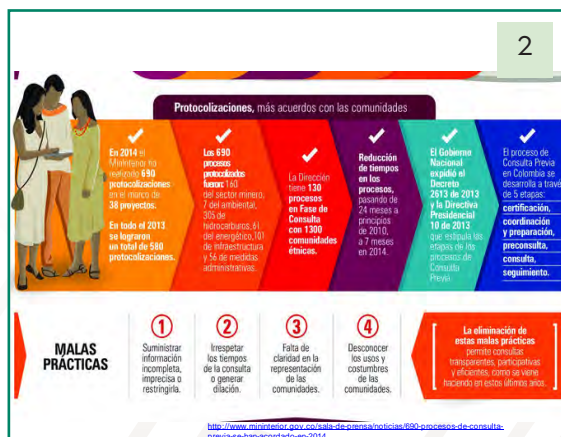 2
Protocolizaciones, más acuerdos con las comunidades
En 2014 el
Mininterior ha
realizado 690
protocolizaciones
en el marco de
38 proyectos.
En todo el 2013
se lograron
un total de 580
protocolizaciones.
Los 690
procesos
protocolizados
fueron: 160
del sector minero,
7 del ambiental,
305 de
hidrocarburos, 61
del energético, 101
de infraestructura
y 56 de medidas
administrativas.
La Dirección
tiene 130
procesos
en Fase de
Consulta
con 1300
comunidades
étnicas.
Reducción
de tiempos
en los
procesos,
pasando de
24 meses a
principios
de 2010,
a 7 meses
en 2014.
El Gobierno
Nacional
expidió el
Decreto
2613 de 2013
y la Directiva
Presidencial
10 de 2013
que estipula las
etapas de los
procesos de
Consulta
Previa.
El proceso de
Consulta Previa
en Colombia se
desarrolla a través
de 5 etapas:
certificación,
coordinación
y preparación,
preconsulta,
consulta,
seguimiento.
MALAS
PRÁCTICAS
1
Suministrar
información
incompleta,
imprecisa o
restringirla.
2
Irrespetar
los tiempos
de la consulta
o generar
dilación.
3
Falta de
claridad en la
representación
de las
comunidades.
4
Desconocer
los usos y
costumbres
de las
comunidades.
La eliminación de
estas malas prácticas
permite consultas
transparentes, participativas
y eficientes, como se viene
haciendo en estos últimos años.
http://www.mininterior.gov.co/sala-de-prensa/noticias/690-procesos-de-consulta-
previa-se-han-acordado-en-2014